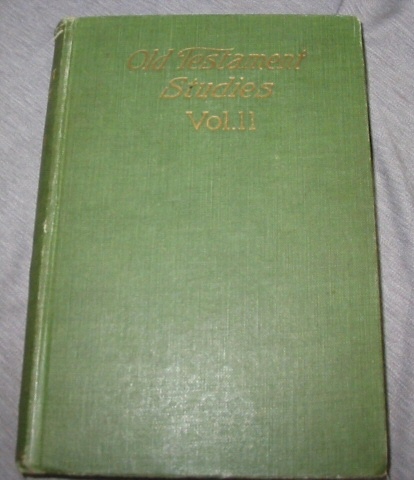 Old Testament
Studies
Vol. II